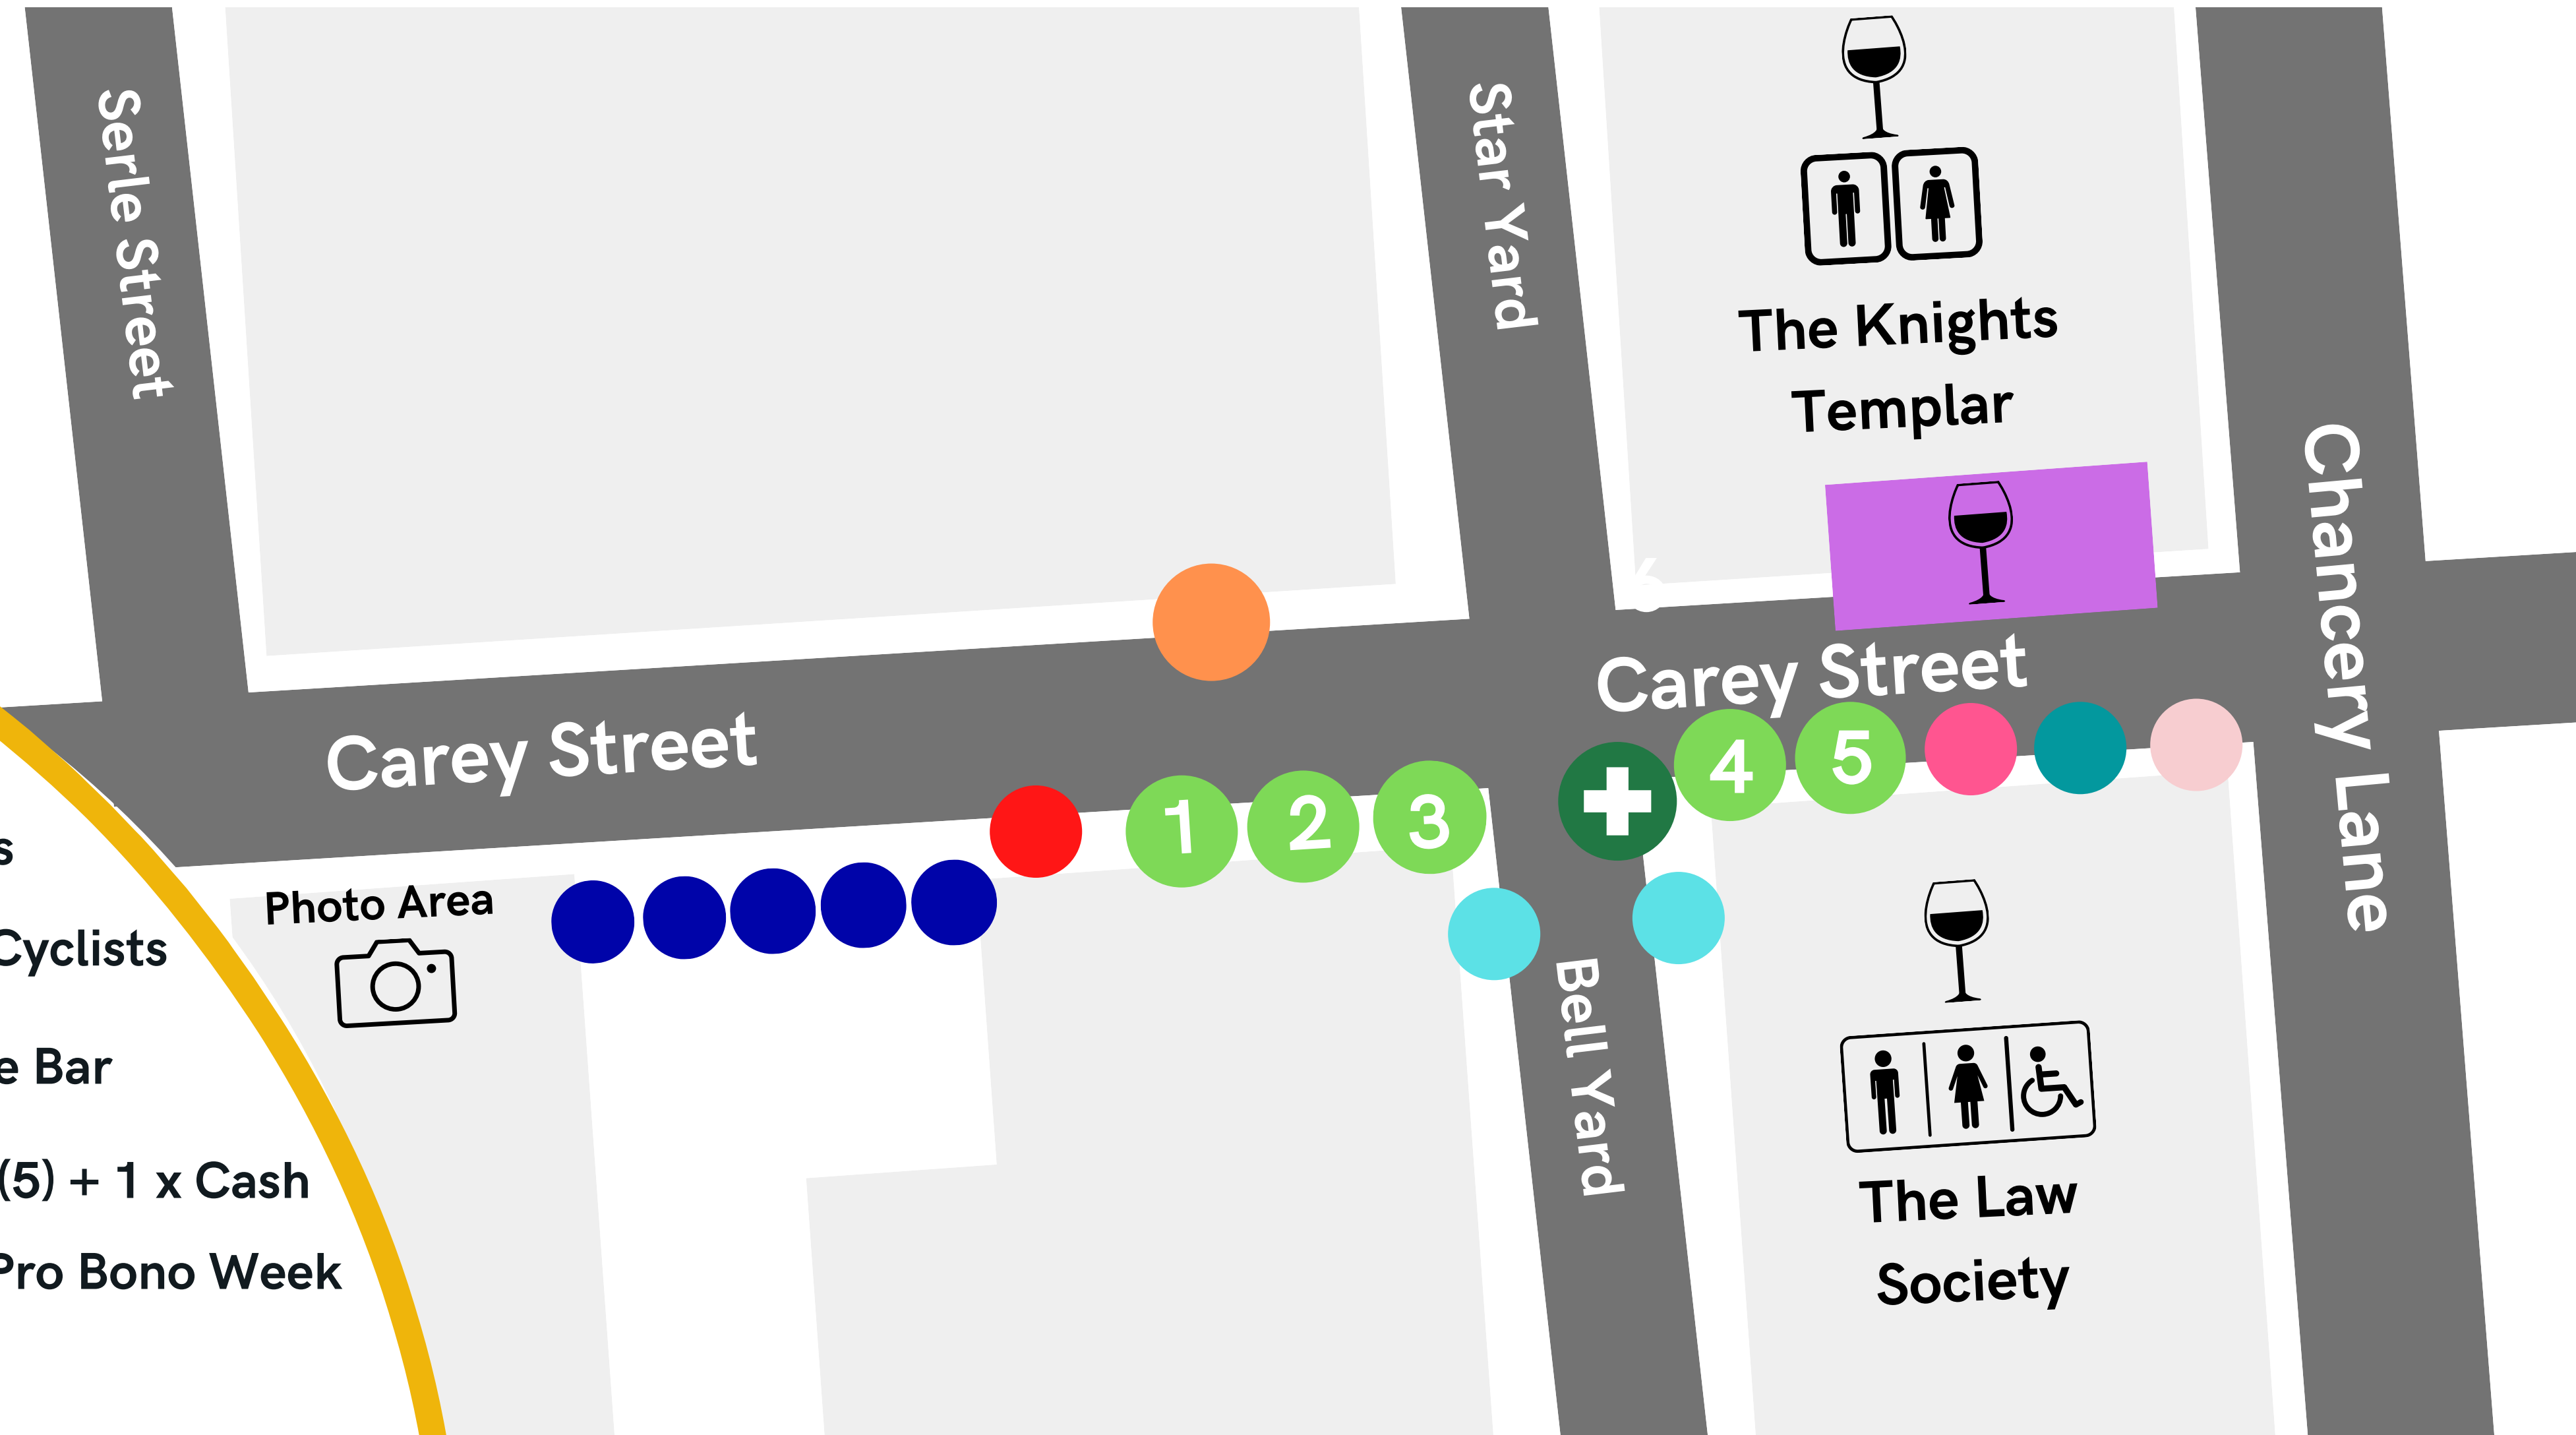 Serle Street
Star Yard
The Knights
Templar
Chancery Lane
6
Carey Street
Carey Street
4
5
1
2
3
s
Photo Area
Cyclists
Bell Yard
e Bar
(5) + 1 x Cash
The Law
Society
Pro Bono Week